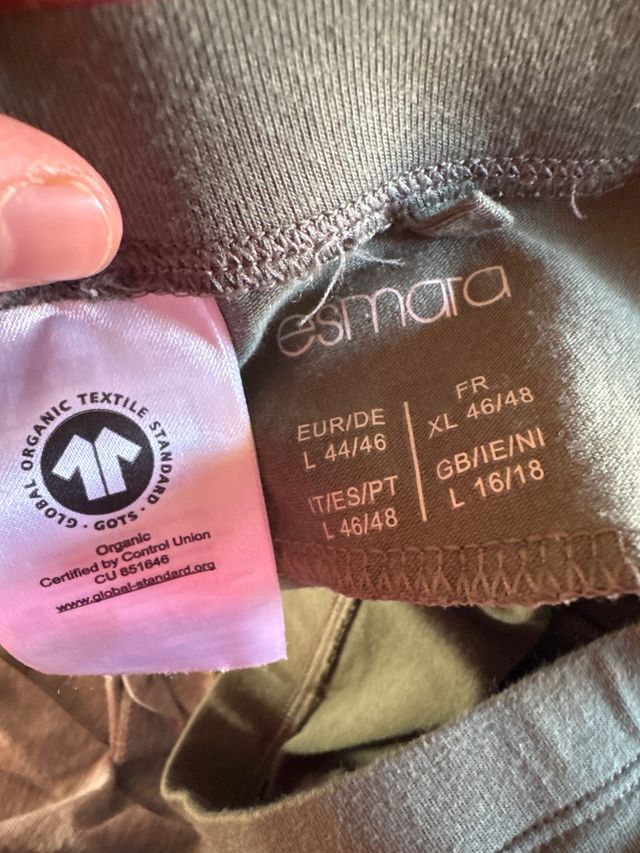 GLOBAL ORGANIC TEXTILE STANDARD · GOTS ·
Organic
Certified by Control Union
CU 851646
www.global-standard.org
esmara
EUR/DE
L 44/46
IT/ES/PT
L 46/48
FR
XL 46/48
GB/IE/NI
L 16/18